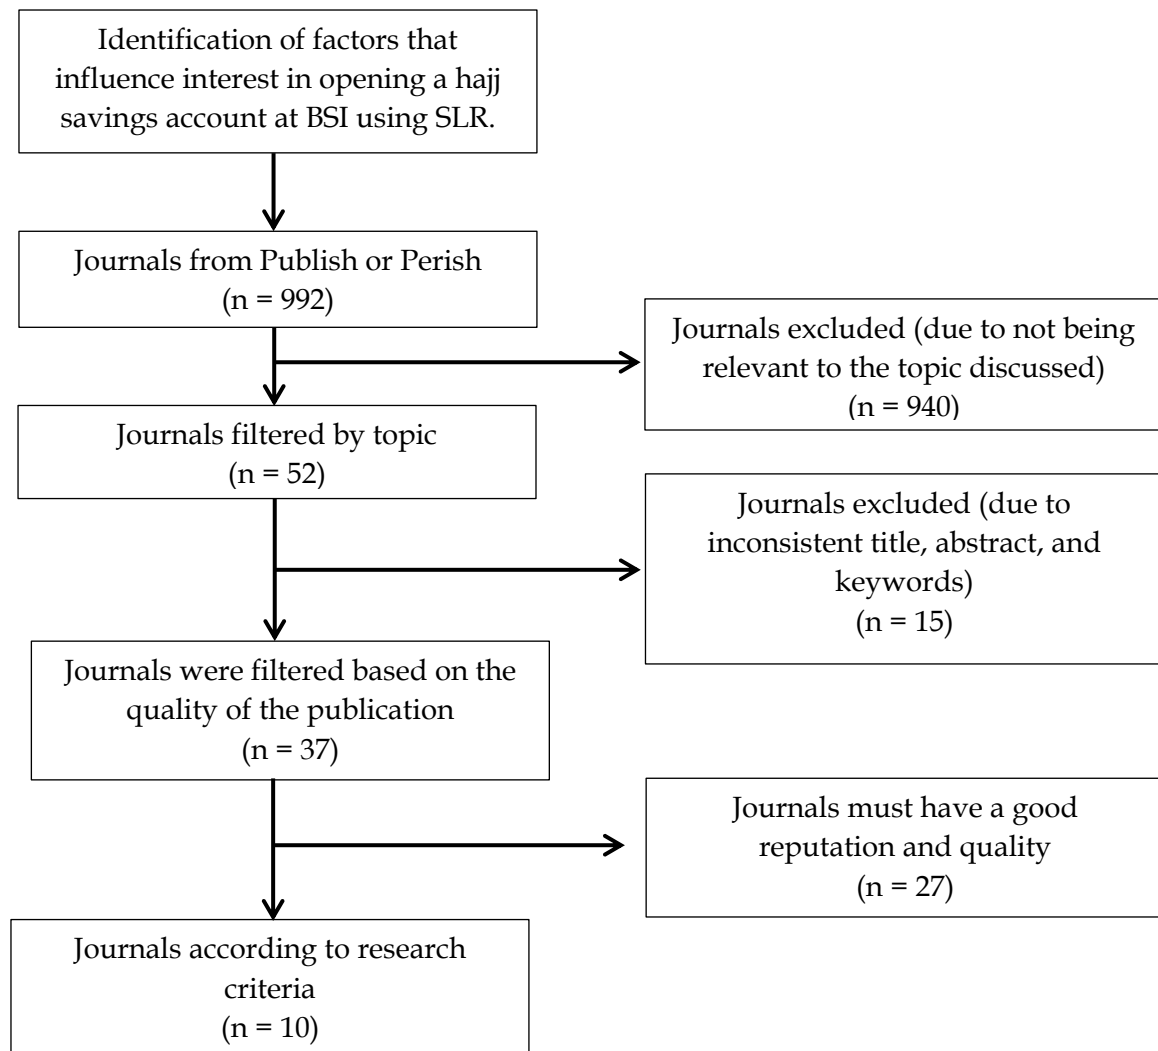 Identification of factors that
influence interest in opening a hajj
savings account at BSI using SLR.
Journals from Publish or Perish
(n = 992)
Journals excluded (due to not being
relevant to the topic discussed)
(n = 940)
Journals filtered by topic
(n = 52)
Journals excluded (due to
inconsistent title, abstract, and
keywords)
(n = 15)
Journals were filtered based on the
quality of the publication
(n = 37)
Journals must have a good
reputation and quality
(n = 27)
Journals according to research
criteria
(n = 10)